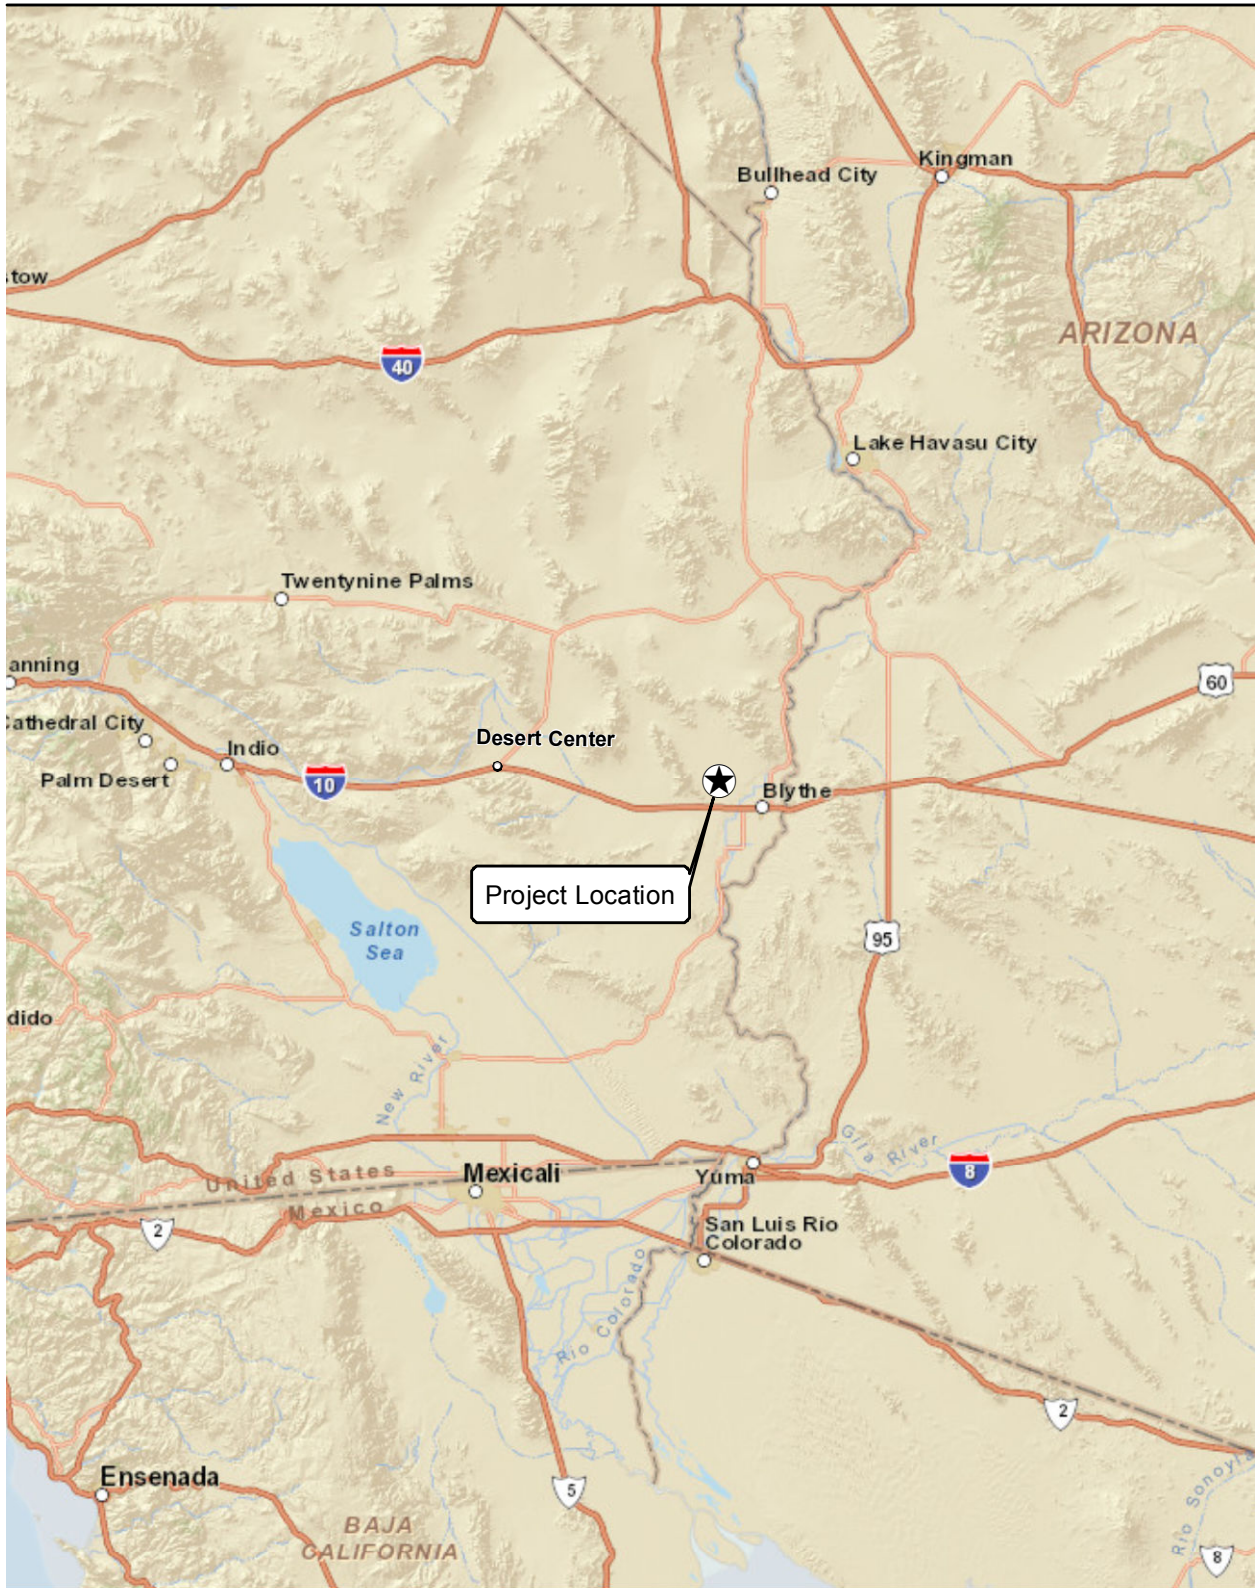 Kingman
Bullhead City
stow
ARIZONA
40
Lake Havasu City
Twentynine Palms
anning
60
Cathedral City
Desert Center
Indio
Palm Desert
10
Blythe
Project Location
Salton
Sea
95
dido
New River
Gila River
United States
Mexicali
Yuma
8
Mexico
2
San Luis Rio
Colorado
Rio Colorado
2
Ensenada
5
Rio Sonoyta
BAJA
CALIFORNIA
8